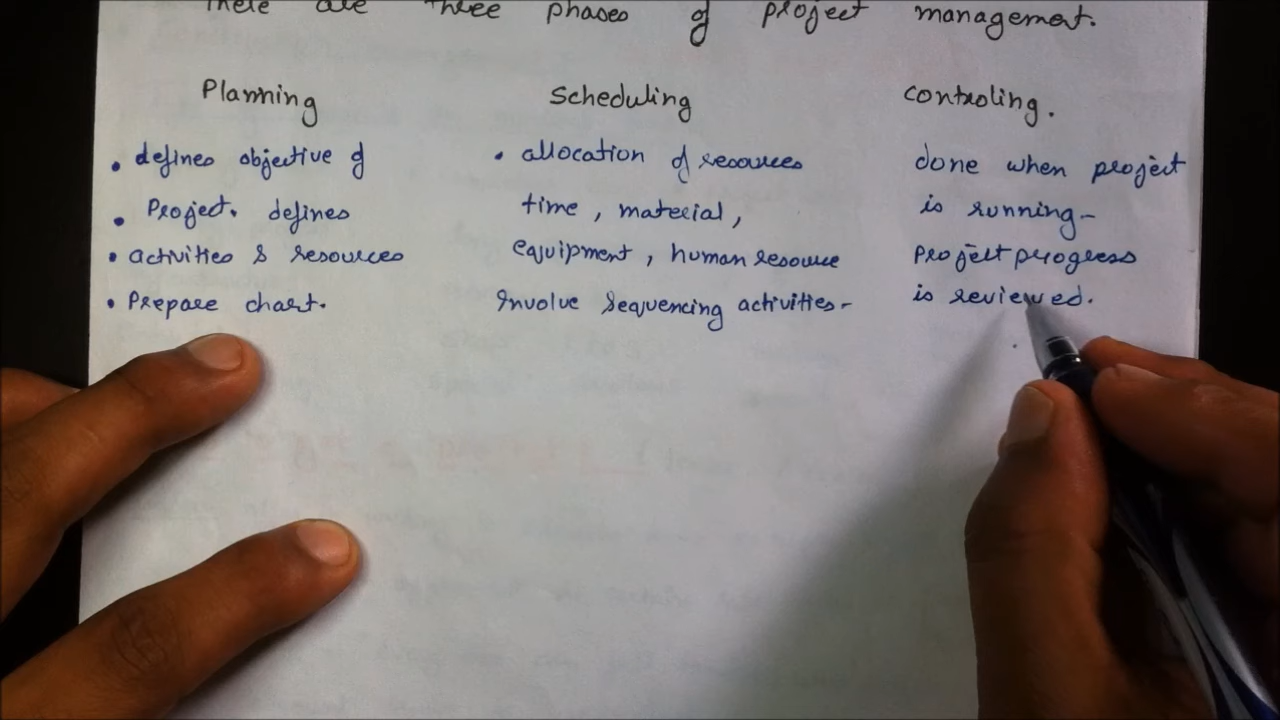 There are three phases of project management.
Planning
• defines objective of
• Project. defines
• activities & resources
• Prepare chart.
Scheduling
• allocation of resources
time, material,
equipment, human resource
Involve sequencing activities-
Controling.
done when project
is running-
Project progress
is reviewed.